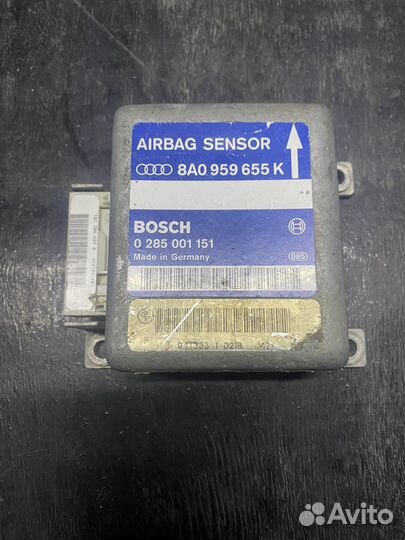 AIRBAG SENSOR
8A0 959 655 K
BOSCH
0 285 001 151
Made in Germany
085
Avito